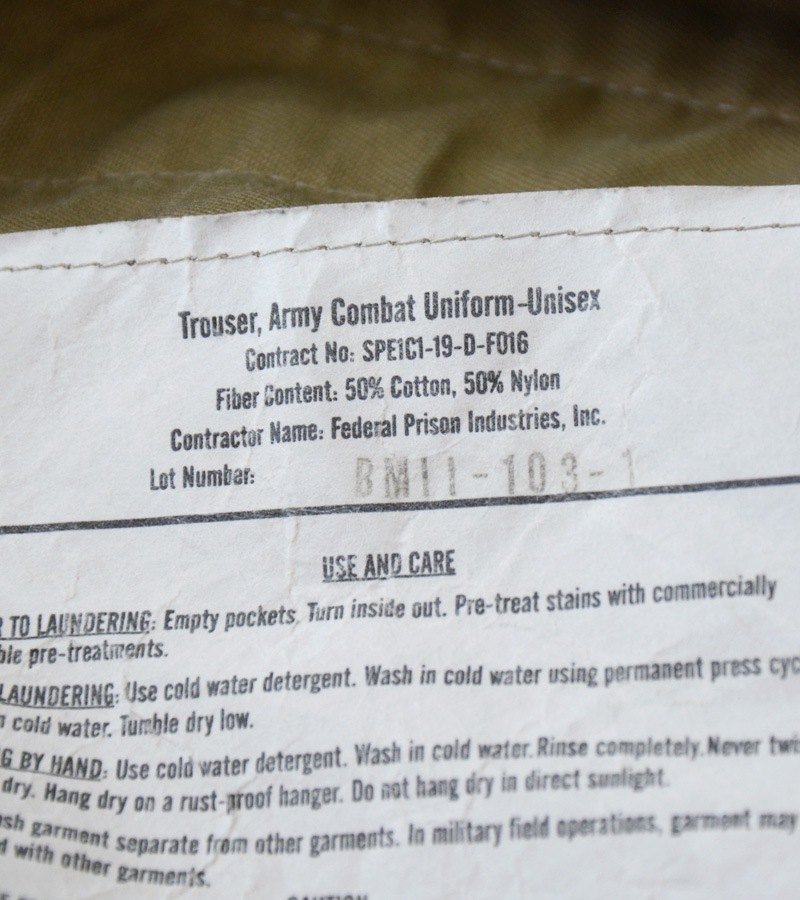 Trouser, Army Combat Uniform-Unisex
Contract No: SPE1C1-19-D-F016
Fiber Content: 50% Cotton, 50% Nylon
Contractor Name: Federal Prison Industries, Inc.
Lot Number: BM11-103-1
USE AND CARE
TO LAUNDERING: Empty pockets. Turn inside out. Pre-treat stains with commercially
pre-treatments.
LAUNDERING: Use cold water detergent. Wash in cold water using permanent press
cold water. Tumble dry low.
BY HAND: Use cold water detergent. Wash in cold water. Rinse completely. Never
dry. Hang dry on a rust-proof hanger. Do not hang dry in direct sunlight.
garment separate from other garments. In military field operations, garment may
with other garments.
CAUTION